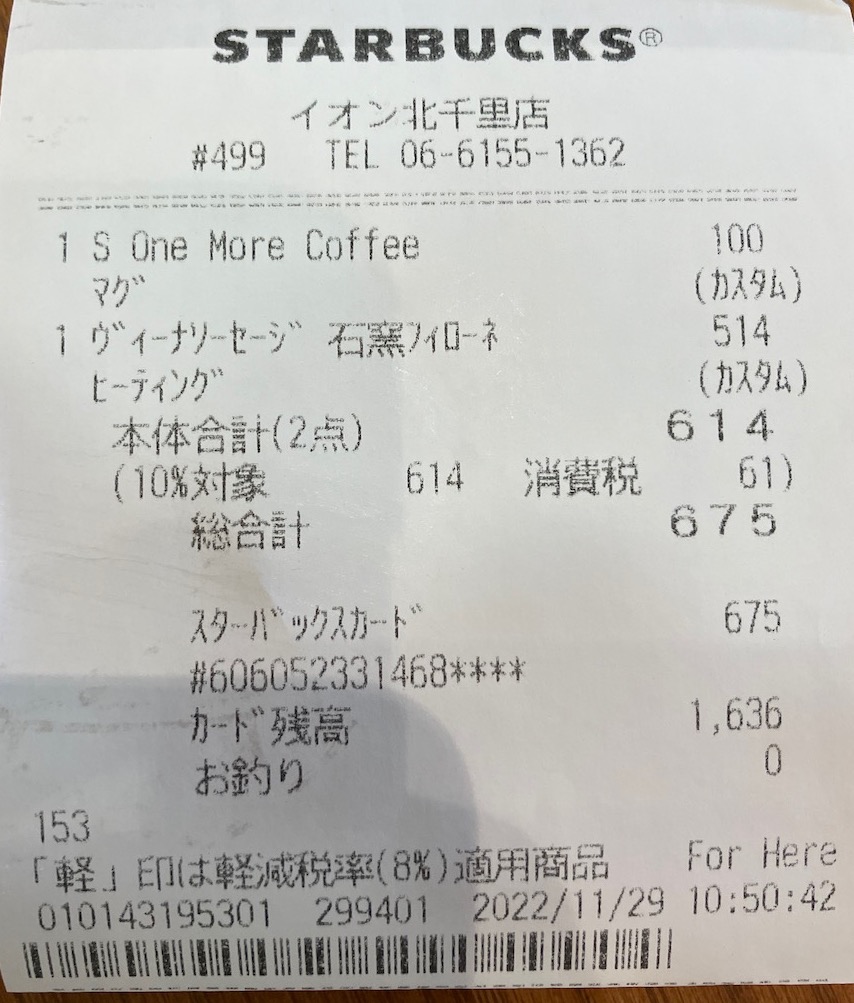 STARBUCKS®
イオン北千里店
#499 TEL 06-6155-1362
1 S One More Coffee 100
ﾏｸﾞ (ｶｽﾀﾑ)
1 ｳﾞｨｰﾅｿｰｾｰｼﾞ 石窯ﾌｨﾛｰﾈ 514
ﾋｰﾃｨﾝｸﾞ (ｶｽﾀﾑ)
本体合計(2点) 614
(10%対象 614 消費税 61)
総合計 675
ｽﾀｰﾊﾞｯｸｽｶｰﾄﾞ 675
#606052331468****
ｶｰﾄﾞ残高 1,636
お釣り 0
153
「軽」印は軽減税率(8%)適用商品 For Here
010143195301 299401 2022/11/29 10:50:42